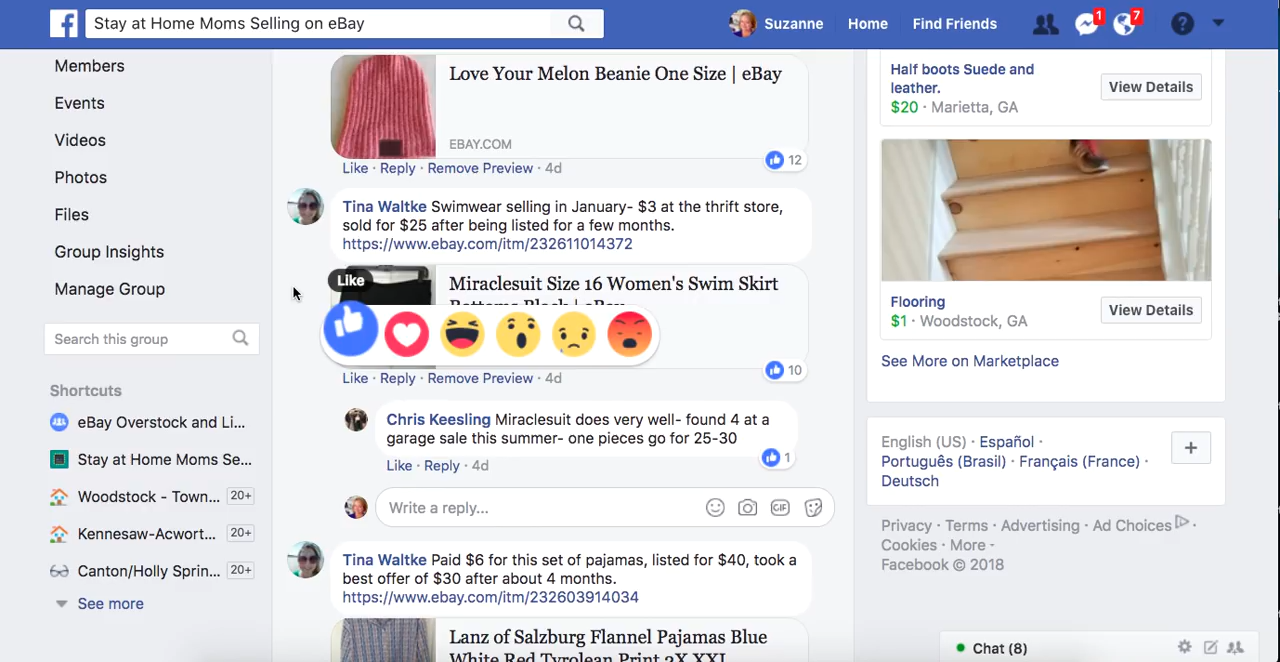 Stay at Home Moms Selling on eBay
Suzanne
Home
Find Friends
1
7
Members
Events
Videos
Photos
Files
Group Insights
Manage Group
Search this group
Shortcuts
eBay Overstock and Li...
Stay at Home Moms Se...
Woodstock - Town... 20+
Kennesaw-Acwort... 20+
Canton/Holly Sprin... 20+
See more
Love Your Melon Beanie One Size | eBay
EBAY.COM
Like · Reply · Remove Preview · 4d
12
Tina Waltke Swimwear selling in January- $3 at the thrift store,
sold for $25 after being listed for a few months.
https://www.ebay.com/itm/232611014372
Like
Miraclesuit Size 16 Women's Swim Skirt
Bottoms Black | eBay
10
Like · Reply · Remove Preview · 4d
Chris Keesling Miraclesuit does very well- found 4 at a
garage sale this summer- one pieces go for 25-30
Like · Reply · 4d
1
Write a reply...
GIF
Tina Waltke Paid $6 for this set of pajamas, listed for $40, took a
best offer of $30 after about 4 months.
https://www.ebay.com/itm/232603914034
Lanz of Salzburg Flannel Pajamas Blue
White Red Tyrolean Print 2X XXL
Half boots Suede and
leather.
$20 · Marietta, GA
View Details
Flooring
$1 · Woodstock, GA
View Details
See More on Marketplace
English (US) · Español ·
Português (Brasil) · Français (France) ·
Deutsch
Privacy · Terms · Advertising · Ad Choices ·
Cookies · More
Facebook © 2018
Chat (8)